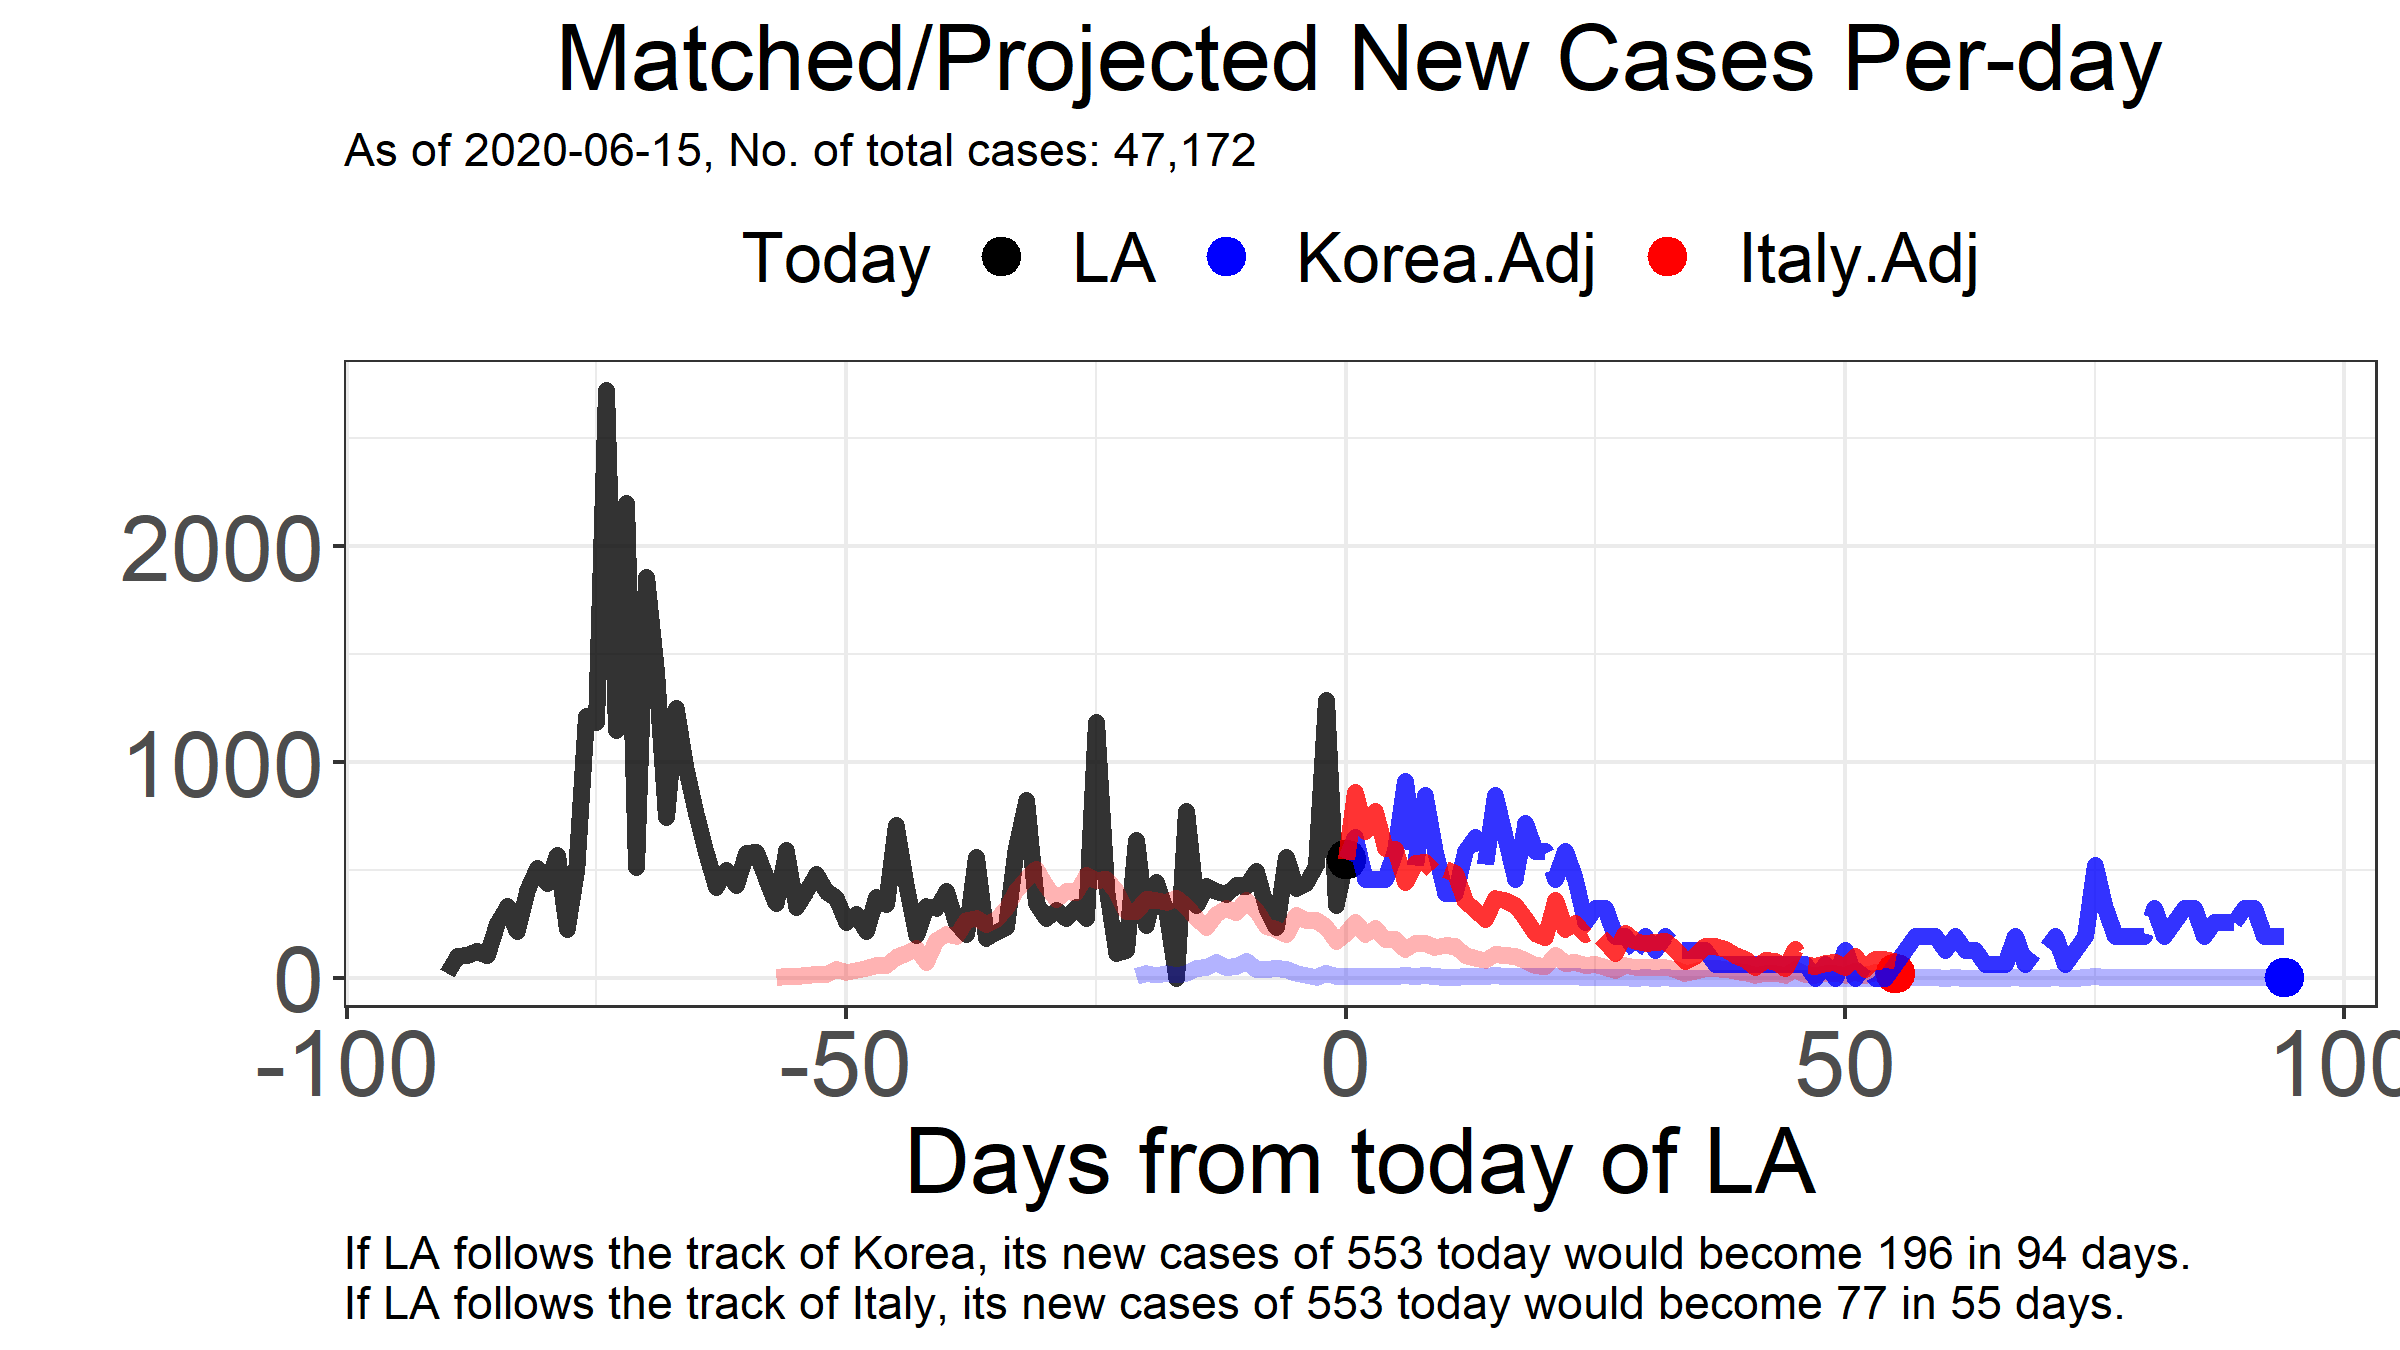 Matched/Projected New Cases Per-day
As of 2020-06-15, No. of total cases: 47,172
Today LA Korea.Adj Italy.Adj
2000
1000
0
-100 -50 0 50 100
Days from today of LA
If LA follows the track of Korea, its new cases of 553 today would become 196 in 94 days.
If LA follows the track of Italy, its new cases of 553 today would become 77 in 55 days.